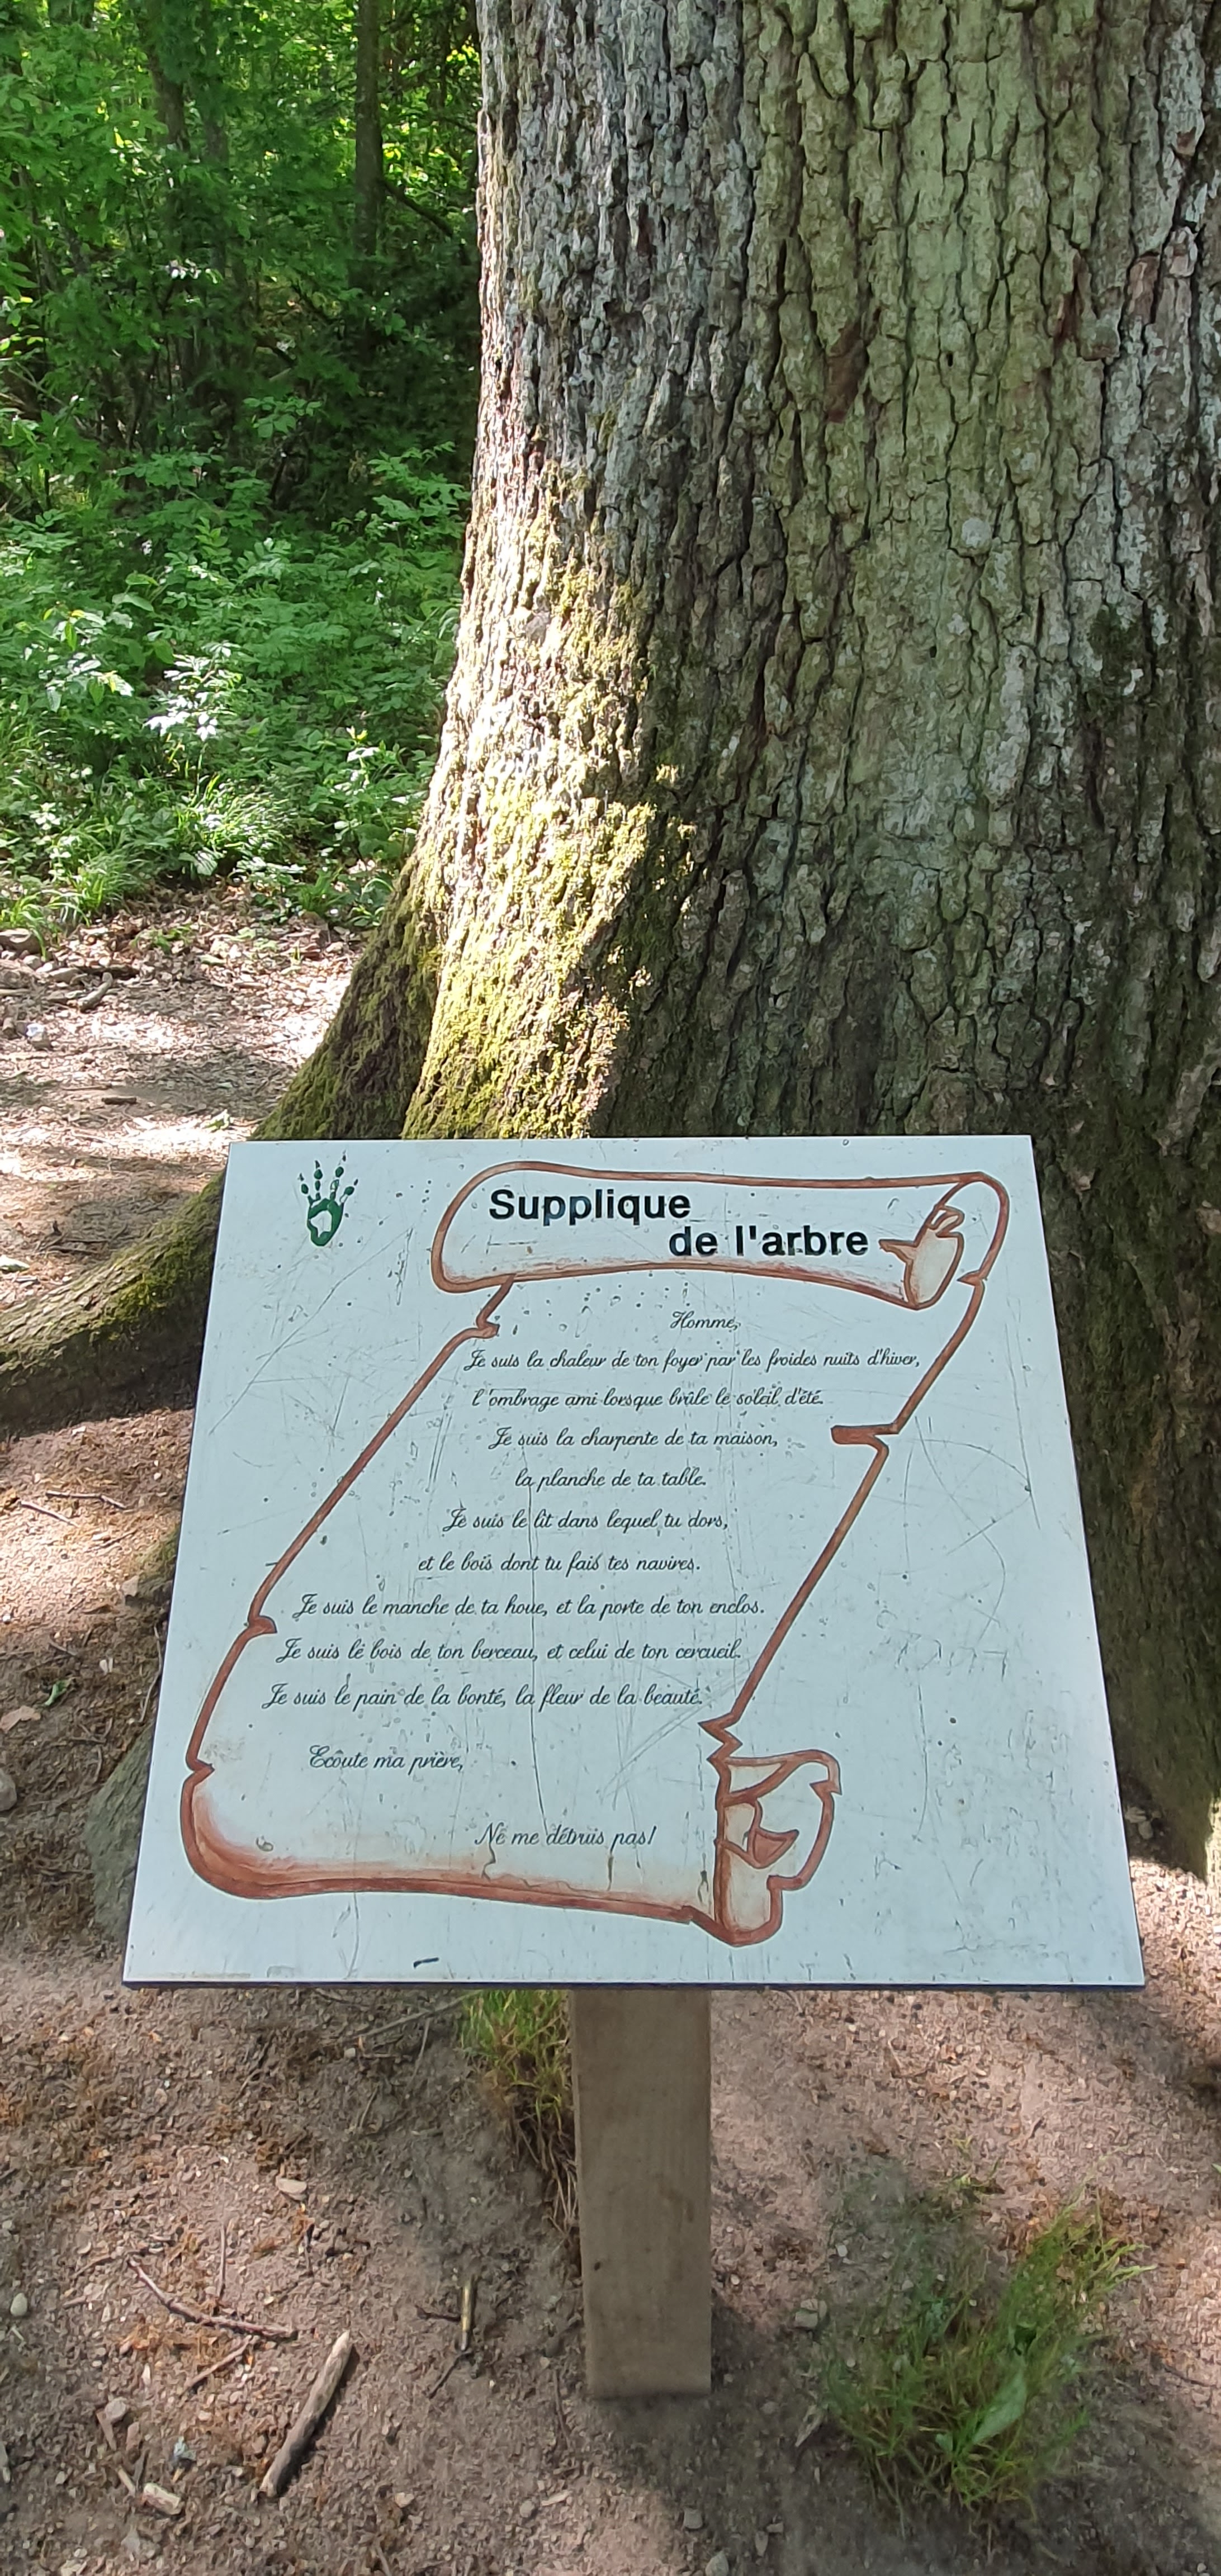 Supplique
de l'arbre
Homme,
Je suis la chaleur de ton foyer par les froides nuits d'hiver,
l'ombrage ami lorsque brûle le soleil d'été.
Je suis la charpente de ta maison,
la planche de ta table.
Je suis le lit dans lequel tu dors,
et le bois dont tu fais tes navires.
Je suis le manche de ta houe, et la porte de ton enclos.
Je suis le bois de ton berceau, et celui de ton cercueil.
Je suis le pain de la bonté, la fleur de la beauté.
Ecoute ma prière,
Ne me détruis pas!